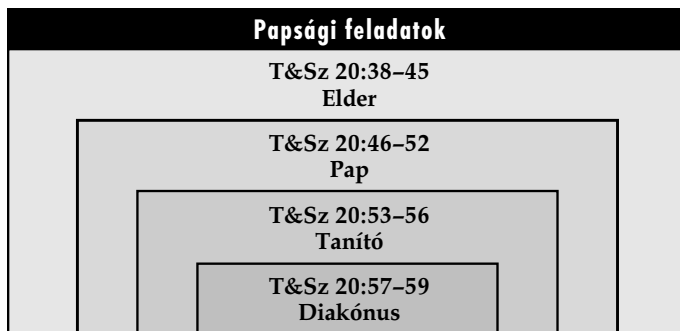 Papsági feladatok
T&Sz 20:38–45
Elder
T&Sz 20:46–52
Pap
T&Sz 20:53–56
Tanító
T&Sz 20:57–59
Diakónus